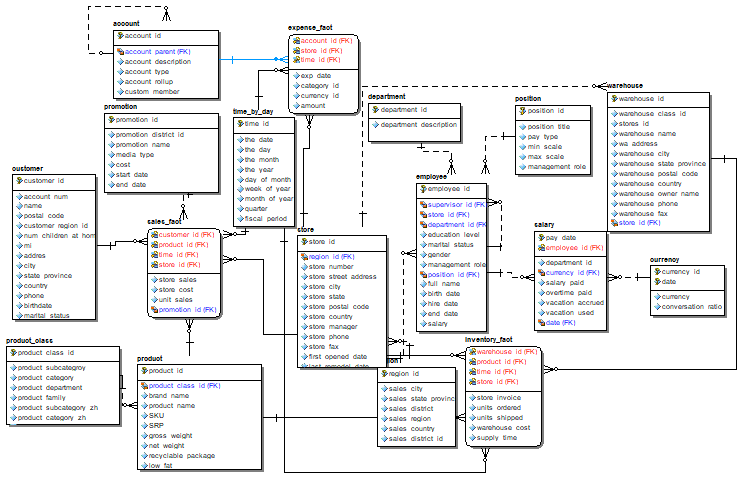 account
account id
account parent (FK)
account description
account type
account rollup
custom member
expense_fact
account id (FK)
store id (FK)
time id (FK)
exp date
category id
currency id
amount
promotion
promotion id
promotion district id
promotion name
media type
cost
start date
end date
time_by_day
time id
the date
the day
the month
the year
day of month
week of year
month of year
quarter
fiscal period
department
department id
department description
position
position id
position title
pay type
min scale
max scale
management role
warehouse
warehouse id
warehouse class id
stores id
warehouse name
wa address
warehouse city
warehouse state province
warehouse postal code
warehouse country
warehouse owner name
warehouse phone
warehouse fax
store id (FK)
customer
customer id
account num
name
postal code
customer region id
num children at hom
mi
addres
city
state province
country
phone
birthdate
marital status
sales_fact
customer id (FK)
product id (FK)
time id (FK)
store id (FK)
store sales
store cost
unit sales
promotion id (FK)
store
store id
region id (FK)
store number
store street address
store city
store state
store postal code
store country
store manager
store phone
store fax
first opened date
last remodel date
employee
employee id
supervisor id (FK)
store id (FK)
department id (FK)
education level
marital status
gender
management role
position id (FK)
full name
birth date
hire date
end date
salary
salary
pay date
employee id (FK)
department id
currency id (FK)
salary paid
overtime paid
vacation accrued
vacation used
date (FK)
currency
currency id
date
currency
conversation ratio
product_class
product class id
product subcategroy
product category
product department
product family
product subcategory zh
product category zh
product
product id
product class id (FK)
brand name
product name
SKU
SRP
gross weight
net weight
recyclable package
low fat
region id
sales city
sales state provinc
sales district
sales region
sales country
sales district id
inventory_fact
warehouse id (FK)
product id (FK)
time id (FK)
store id (FK)
store invoice
units ordered
units shipped
warehouse cost
supply time